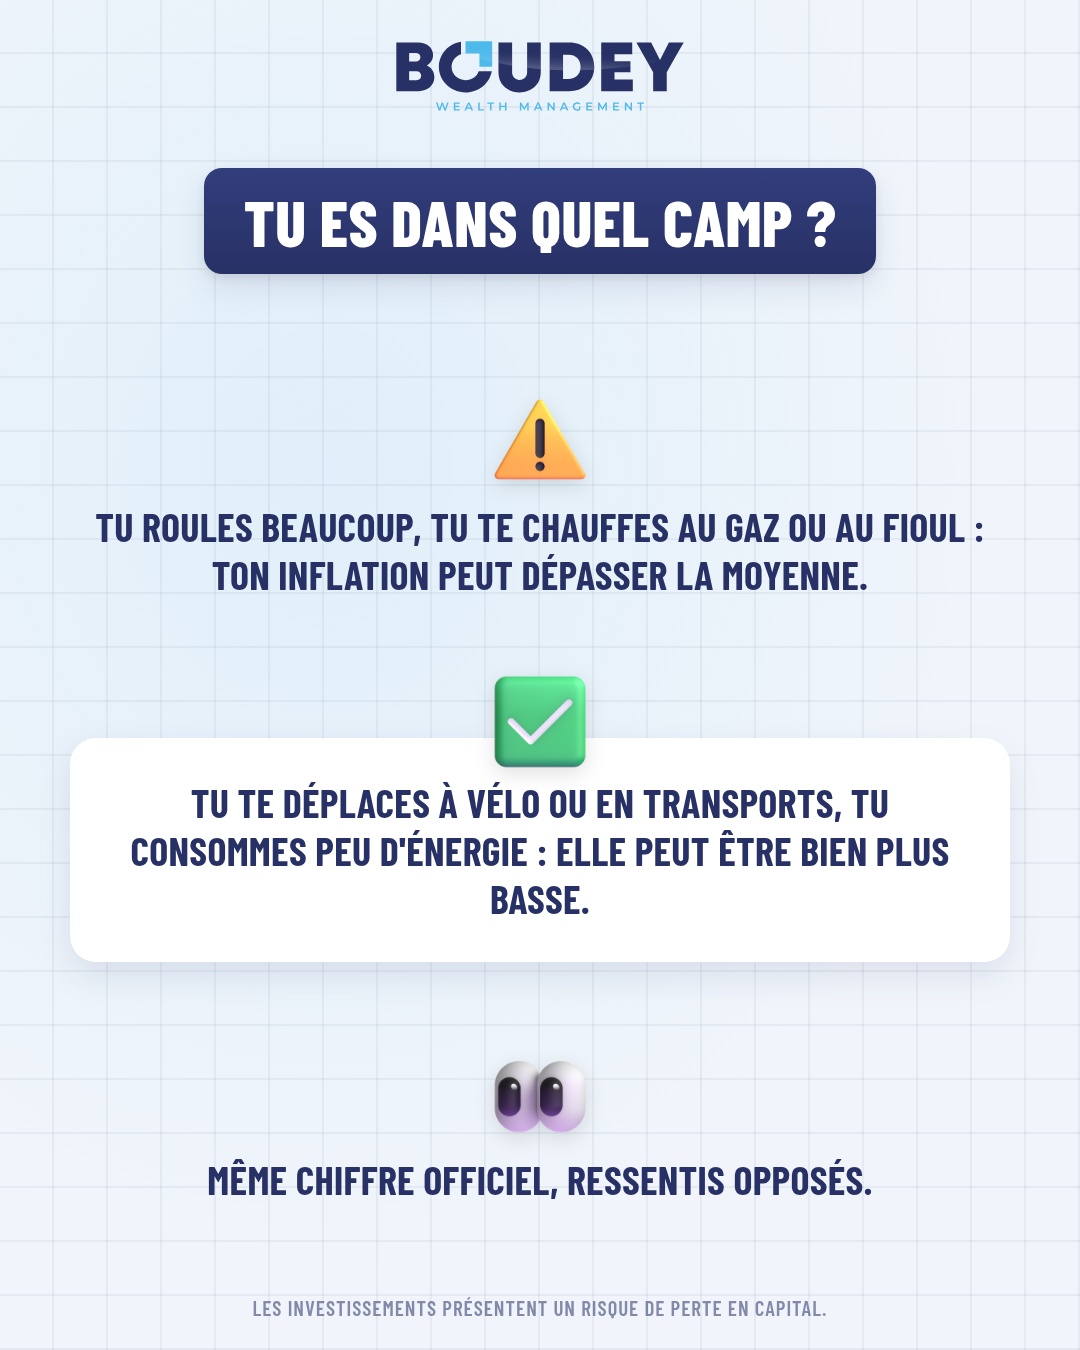 BOUDEY
WEALTH MANAGEMENT
TU ES DANS QUEL CAMP ?
TU ROULES BEAUCOUP, TU TE CHAUFFES AU GAZ OU AU FIOUL :
TON INFLATION PEUT DÉPASSER LA MOYENNE.
TU TE DÉPLACES À VÉLO OU EN TRANSPORTS, TU
CONSOMMES PEU D'ÉNERGIE : ELLE PEUT ÊTRE BIEN PLUS
BASSE.
MÊME CHIFFRE OFFICIEL, RESSENTIS OPPOSÉS.
LES INVESTISSEMENTS PRÉSENTENT UN RISQUE DE PERTE EN CAPITAL.